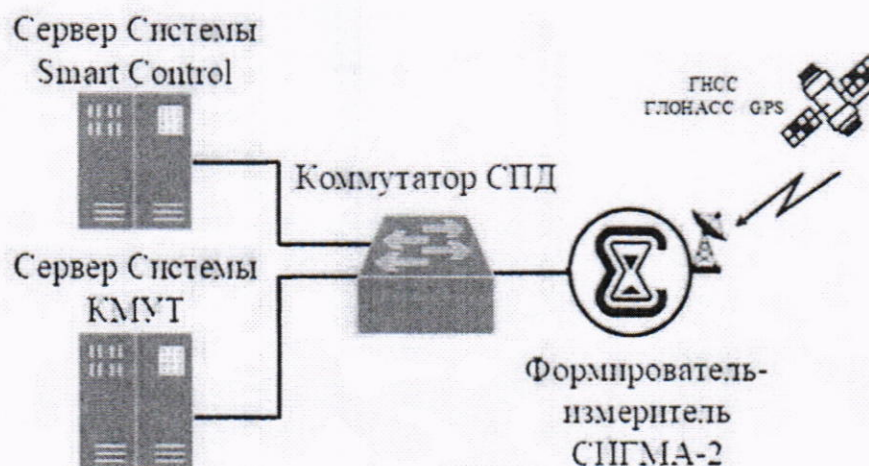 Сервер Системы
Smart Control
ГНСС
ГЛОНАСС GPS
Коммутатор СПД
Сервер Системы
КМУТ
Формирователь-
измеритель
СИГМА-2